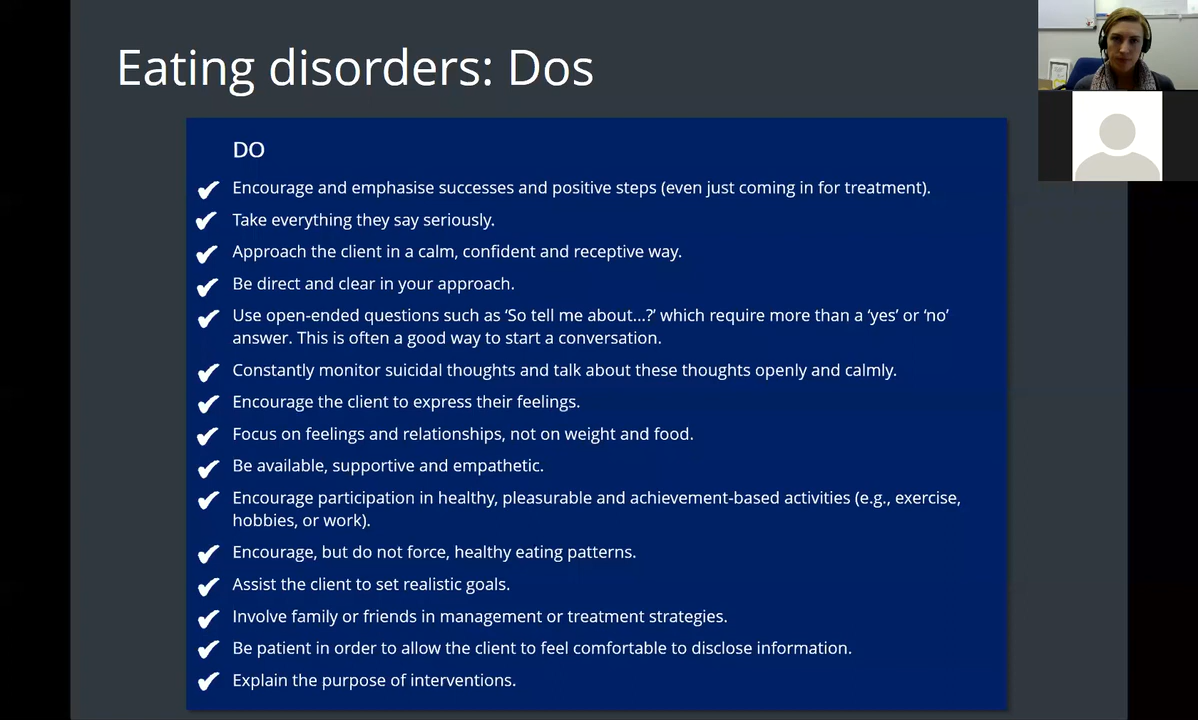 Eating disorders: Dos
DO
Encourage and emphasise successes and positive steps (even just coming in for treatment).
Take everything they say seriously.
Approach the client in a calm, confident and receptive way.
Be direct and clear in your approach.
Use open-ended questions such as ‘So tell me about...?’ which require more than a ‘yes’ or ‘no’
answer. This is often a good way to start a conversation.
Constantly monitor suicidal thoughts and talk about these thoughts openly and calmly.
Encourage the client to express their feelings.
Focus on feelings and relationships, not on weight and food.
Be available, supportive and empathetic.
Encourage participation in healthy, pleasurable and achievement-based activities (e.g., exercise,
hobbies, or work).
Encourage, but do not force, healthy eating patterns.
Assist the client to set realistic goals.
Involve family or friends in management or treatment strategies.
Be patient in order to allow the client to feel comfortable to disclose information.
Explain the purpose of interventions.